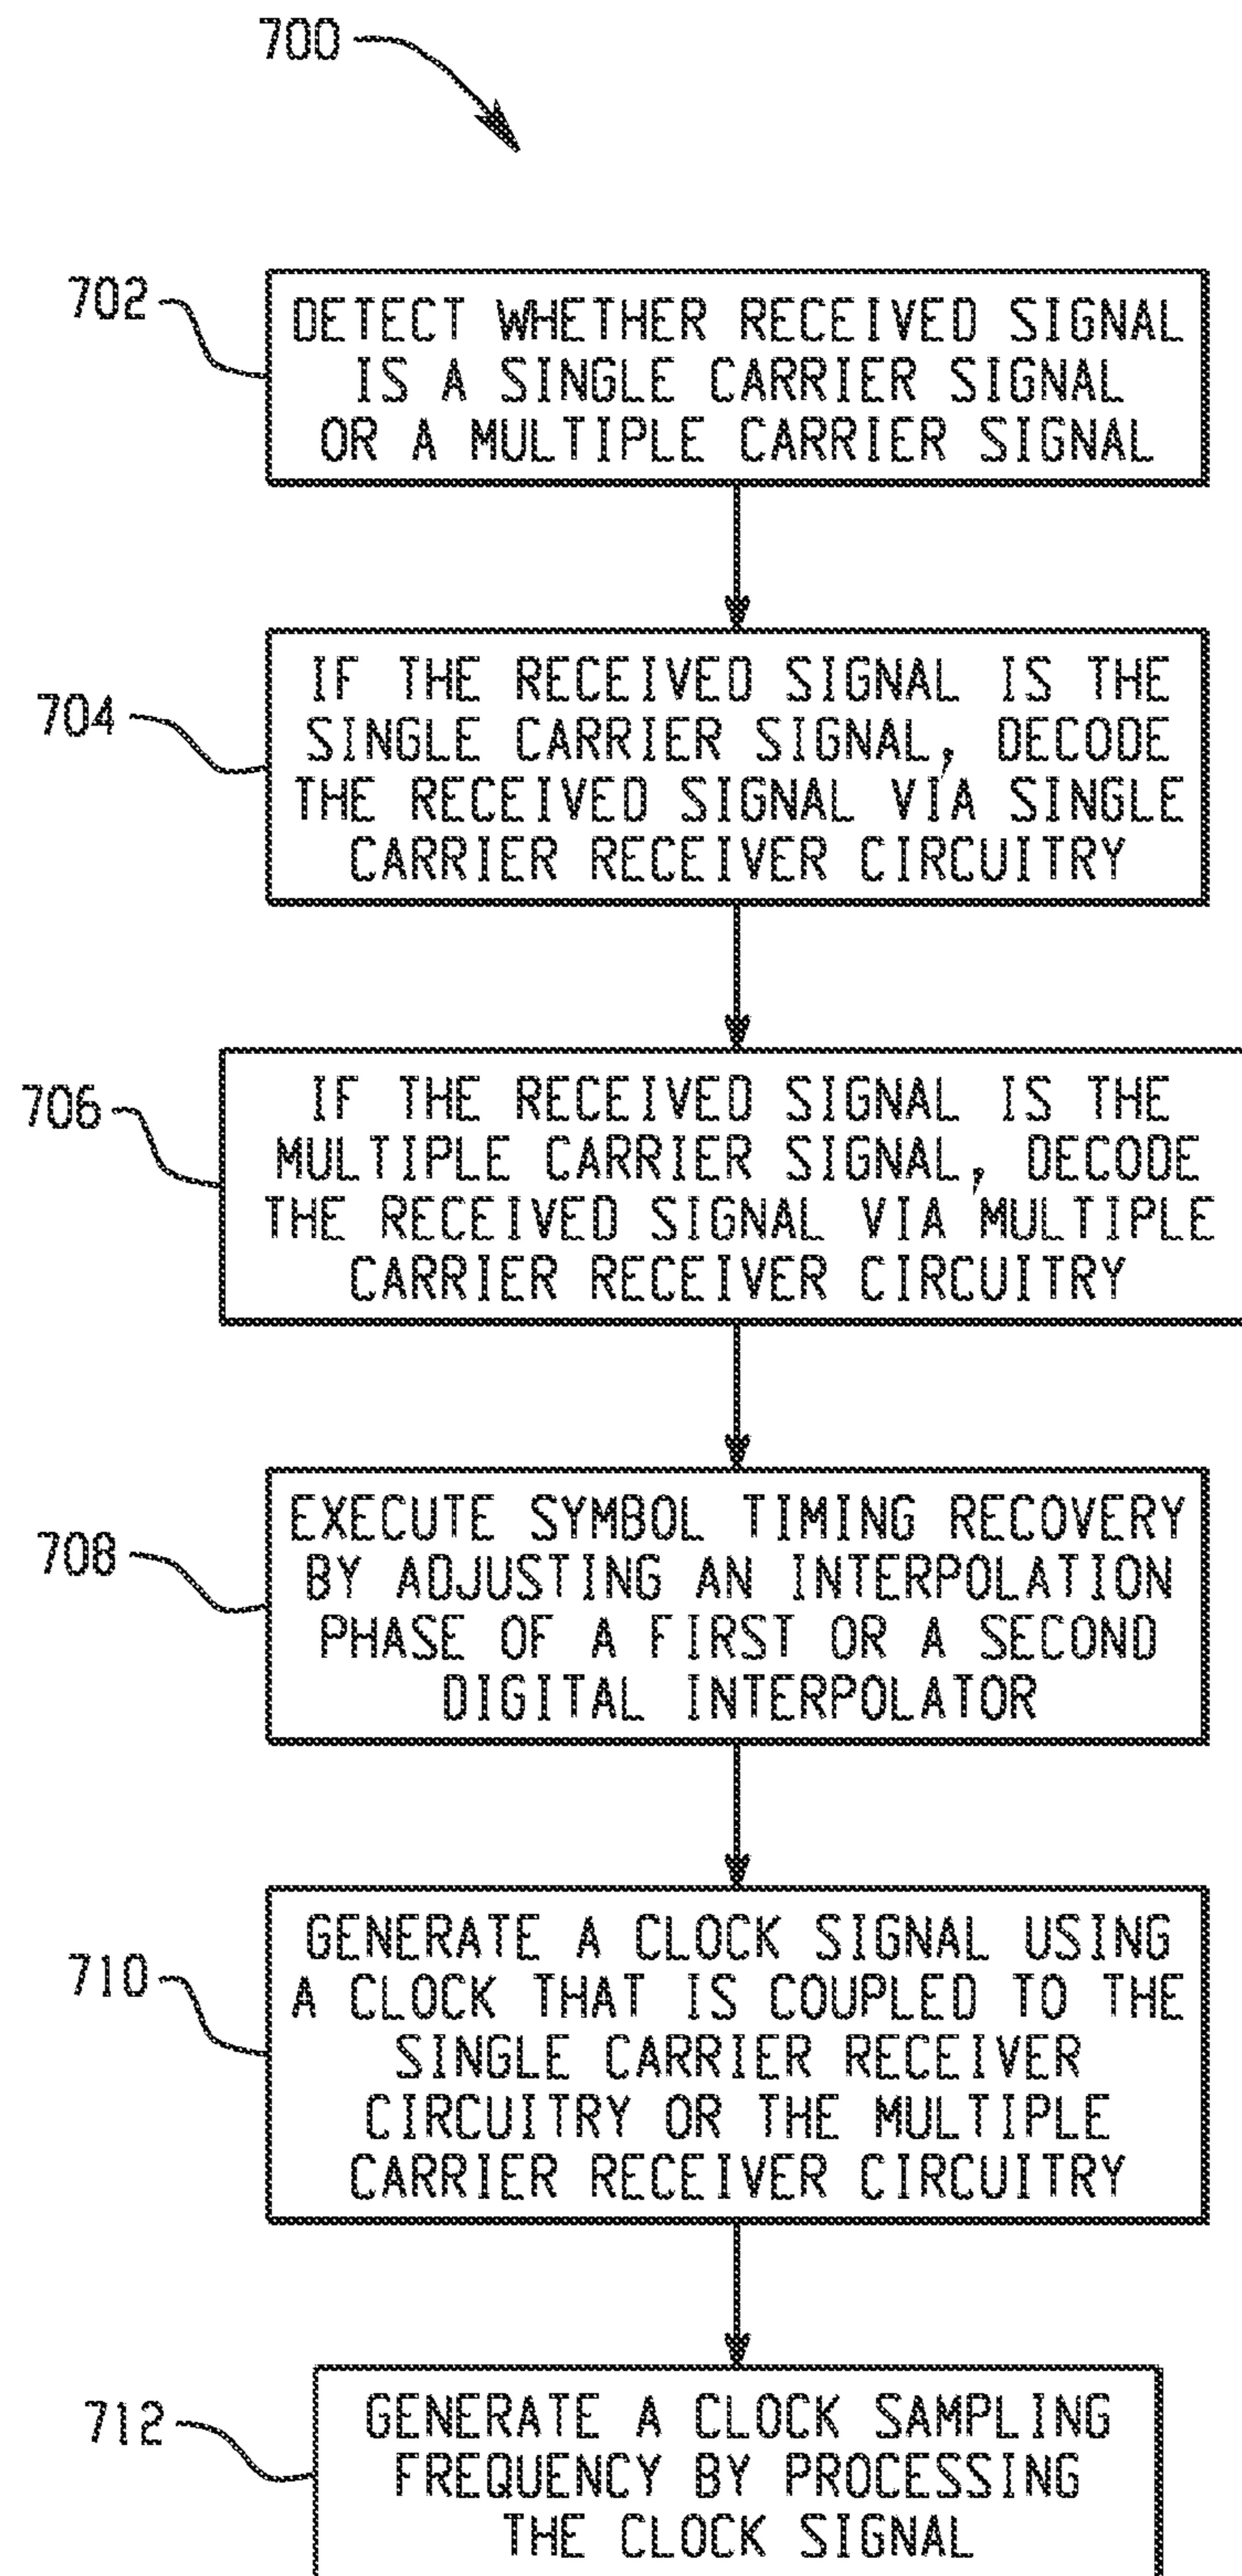 700
702
DETECT WHETHER RECEIVED SIGNAL
IS A SINGLE CARRIER SIGNAL
OR A MULTIPLE CARRIER SIGNAL
704
IF THE RECEIVED SIGNAL IS THE
SINGLE CARRIER SIGNAL, DECODE
THE RECEIVED SIGNAL VIA SINGLE
CARRIER RECEIVER CIRCUITRY
706
IF THE RECEIVED SIGNAL IS THE
MULTIPLE CARRIER SIGNAL, DECODE
THE RECEIVED SIGNAL VIA MULTIPLE
CARRIER RECEIVER CIRCUITRY
708
EXECUTE SYMBOL TIMING RECOVERY
BY ADJUSTING AN INTERPOLATION
PHASE OF A FIRST OR A SECOND
DIGITAL INTERPOLATOR
710
GENERATE A CLOCK SIGNAL USING
A CLOCK THAT IS COUPLED TO THE
SINGLE CARRIER RECEIVER
CIRCUITRY OR THE MULTIPLE
CARRIER RECEIVER CIRCUITRY
712
GENERATE A CLOCK SAMPLING
FREQUENCY BY PROCESSING
THE CLOCK SIGNAL